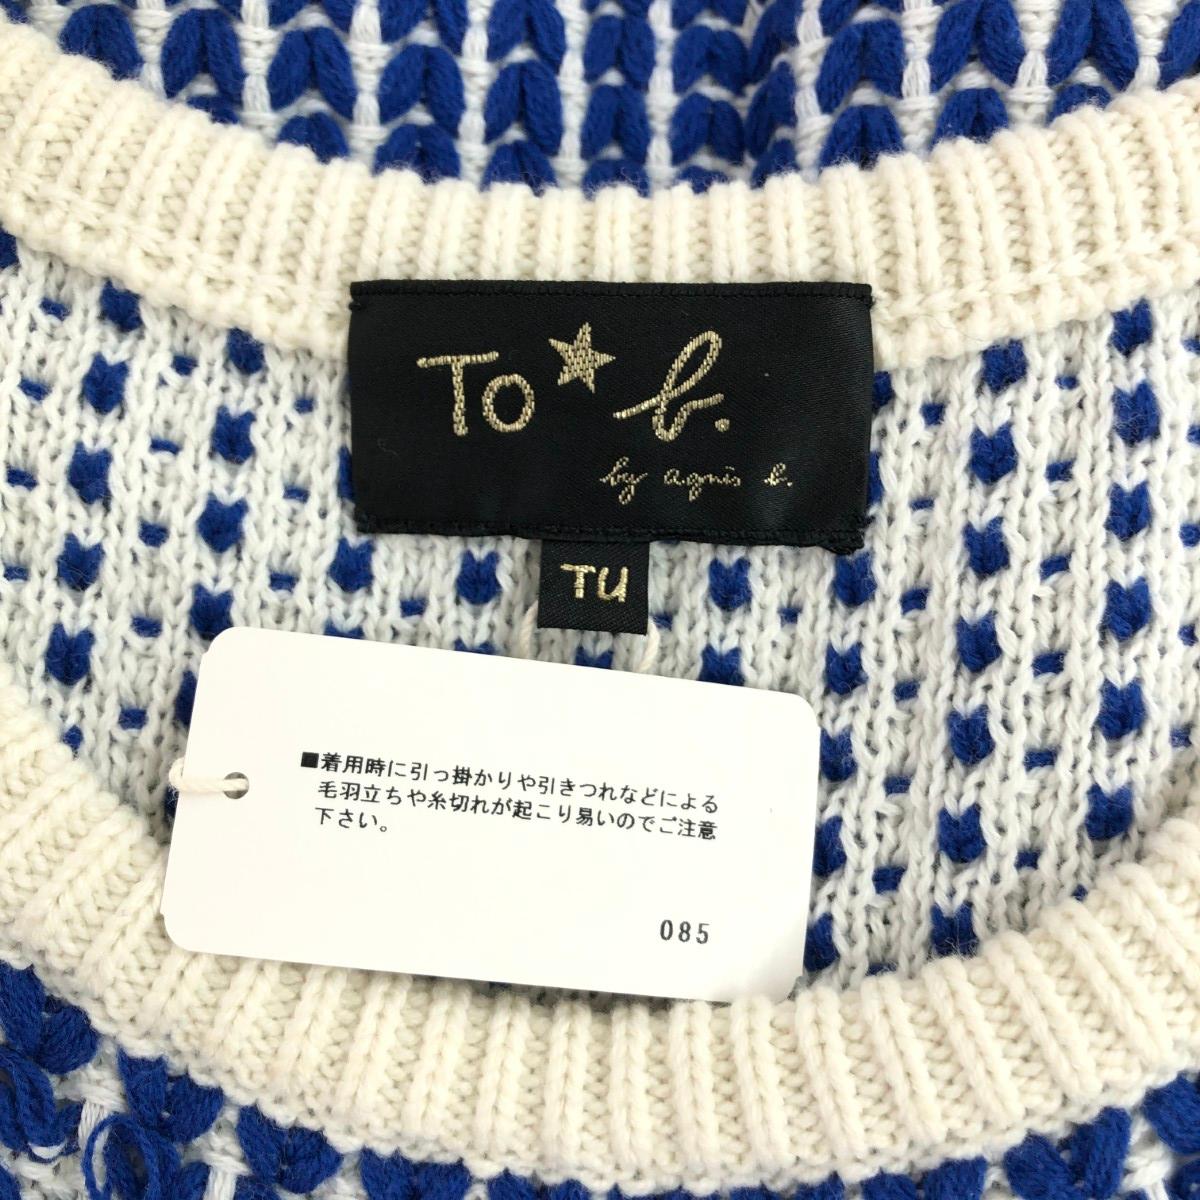 To★b.
by agnis b.
TU
■着用時に引っ掛かりや引きつれなどによる
毛羽立ちや糸切れが起こり易いのでご注意
下さい。
085